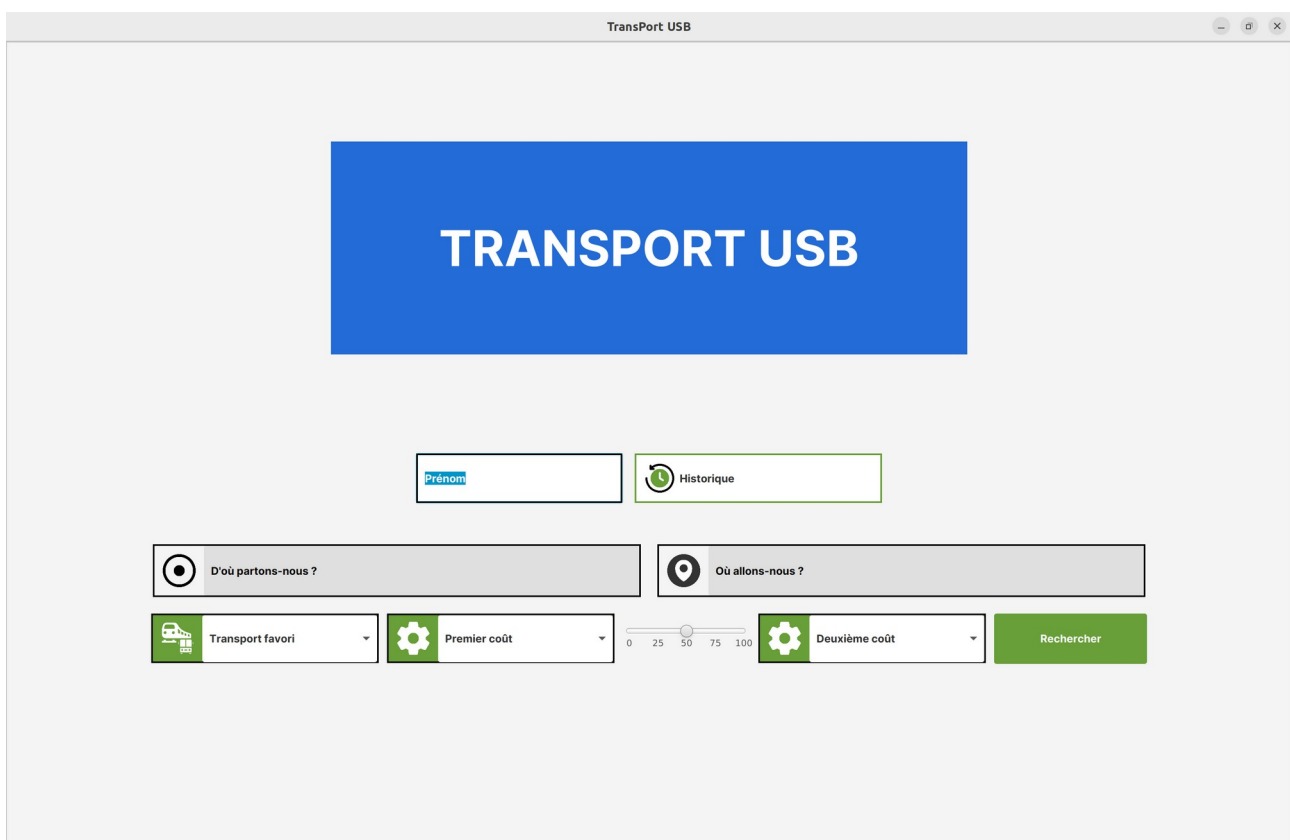 TransPort USB
TRANSPORT USB
Prénom
Historique
D'où partons-nous ?
Où allons-nous ?
Transport favori
Premier coût
0 25 50 75 100
Deuxième coût
Rechercher